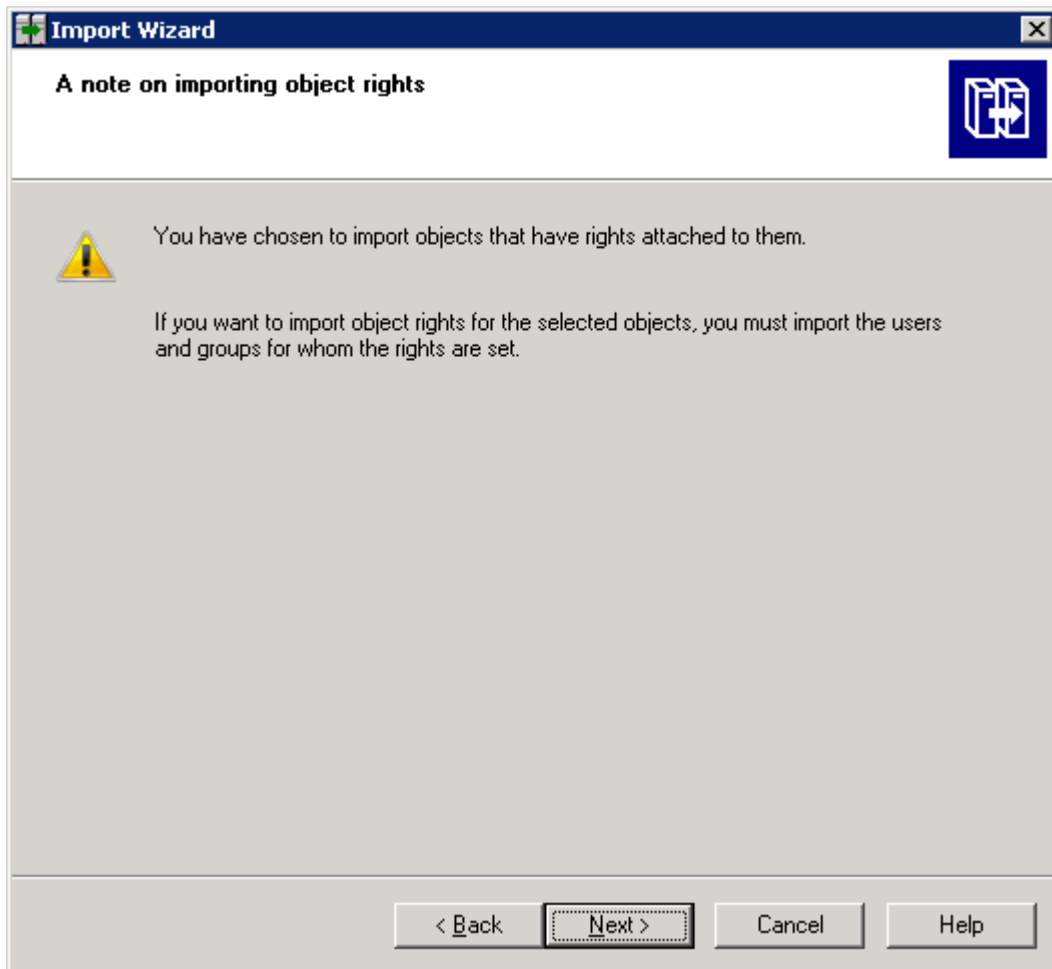 Import Wizard
A note on importing object rights
You have chosen to import objects that have rights attached to them.
If you want to import object rights for the selected objects, you must import the users
and groups for whom the rights are set.
< Back
Next >
Cancel
Help